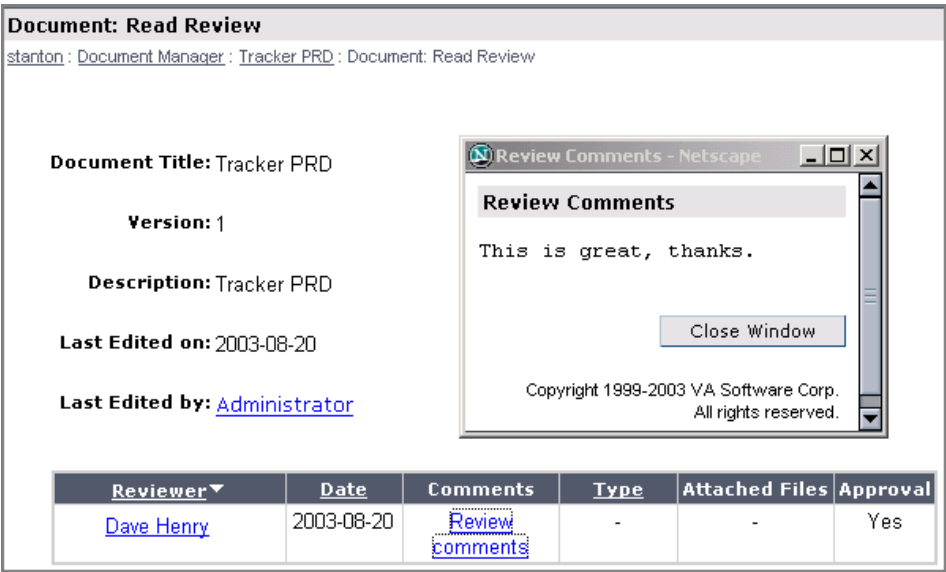 Document: Read Review
stanton : Document Manager : Tracker PRD : Document: Read Review
Document Title: Tracker PRD
Version: 1
Description: Tracker PRD
Last Edited on: 2003-08-20
Last Edited by: Administrator
Review Comments - Netscape
Review Comments
This is great, thanks.
Close Window
Copyright 1999-2003 VA Software Corp.
All rights reserved.
Reviewer Date Comments Type Attached Files Approval
Dave Henry 2003-08-20 Review - - Yes
comments